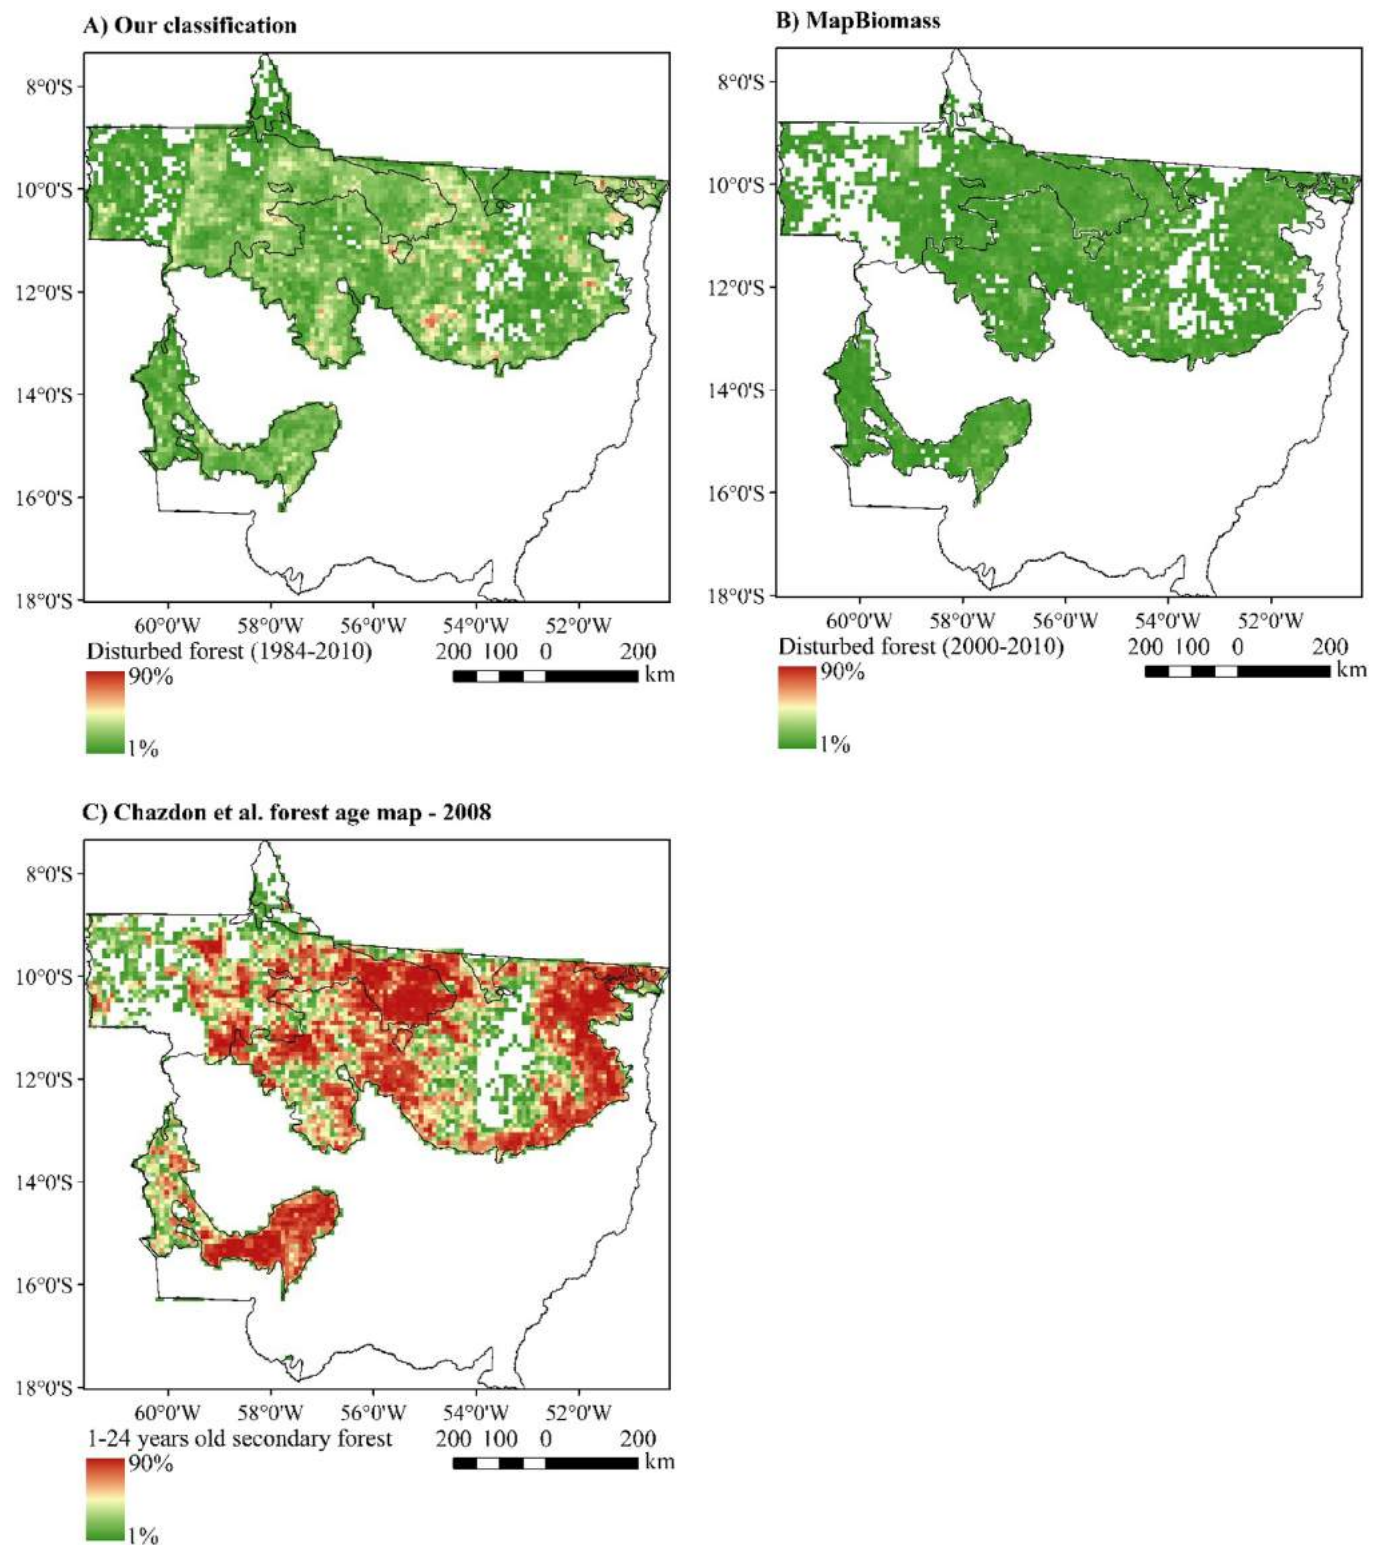 A) Our classification
8°0'S
10°0'S
12°0'S
14°0'S
16°0'S
18°0'S
60°0'W 58°0'W 56°0'W 54°0'W 52°0'W
Disturbed forest (1984-2010)
90%
1%
200 100 0 200
km
B) MapBiomass
8°0'S
10°0'S
12°0'S
14°0'S
16°0'S
18°0'S
60°0'W 58°0'W 56°0'W 54°0'W 52°0'W
Disturbed forest (2000-2010)
90%
1%
200 100 0 200
km
C) Chazdon et al. forest age map - 2008
8°0'S
10°0'S
12°0'S
14°0'S
16°0'S
18°0'S
60°0'W 58°0'W 56°0'W 54°0'W 52°0'W
1-24 years old secondary forest
90%
1%
200 100 0 200
km